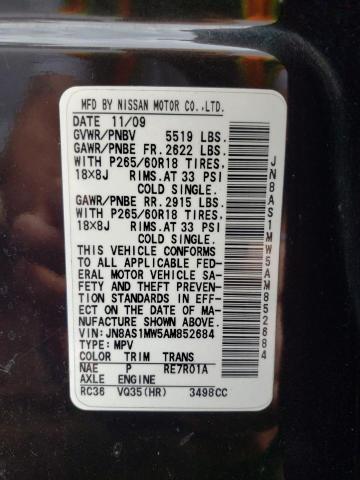 MFD BY NISSAN MOTOR CO.,LTD.
DATE 11/09
GVWR/PNBV 5519 LBS.
GAWR/PNBE FR. 2622 LBS.
WITH P265/60R18 TIRES,
18×8J RIMS.AT 33 PSI
COLD SINGLE.
GAWR/PNBE RR. 2915 LBS.
WITH P265/60R18 TIRES,
18×8J RIMS.AT 33 PSI
COLD SINGLE.
THIS VEHICLE CONFORMS
TO ALL APPLICABLE FED-
ERAL MOTOR VEHICLE SA-
FETY AND THEFT PREVENTION
STANDARDS IN EFFECT
ON THE DATE OF MA-
NUFACTURE SHOWN ABOVE.
VIN: JN8AS1MW5AM852684
TYPE: MPV
COLOR TRIM TRANS
NAE P RE7R01A
AXLE ENGINE
RC36 VQ35(HR) 3498CC
JN8AS1MW5AM852684